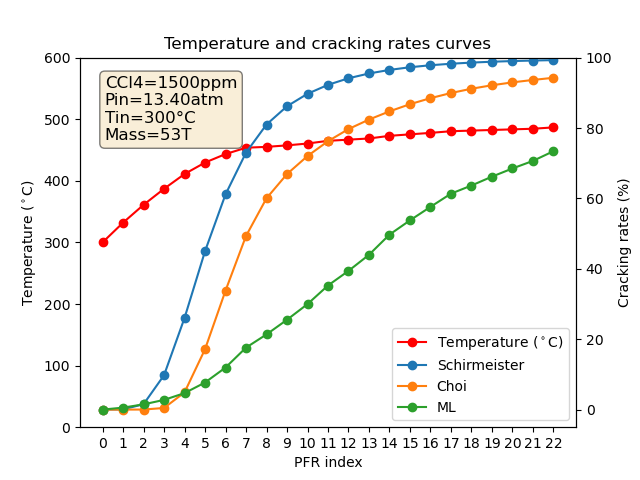 Temperature and cracking rates curves
CCl4=1500ppm
Pin=13.40atm
Tin=300°C
Mass=53T
600
500
400
300
200
100
0
Temperature (°C)
100
80
60
40
20
0
Cracking rates (%)
Temperature (°C)
Schirmeister
Choi
ML
0 1 2 3 4 5 6 7 8 9 10 11 12 13 14 15 16 17 18 19 20 21 22
PFR index